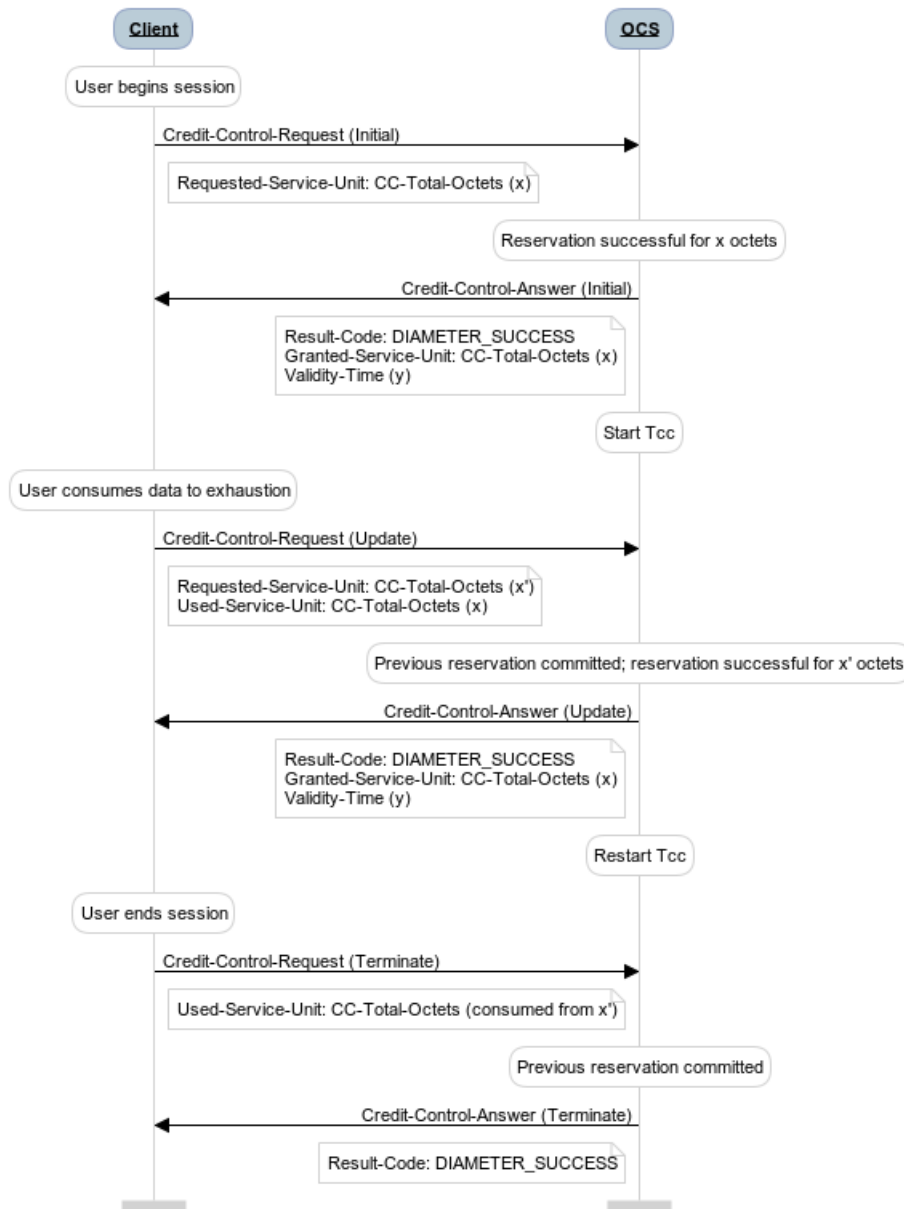 Client
OCS
User begins session
Credit-Control-Request (Initial)
Requested-Service-Unit: CC-Total-Octets (x)
Reservation successful for x octets
Credit-Control-Answer (Initial)
Result-Code: DIAMETER_SUCCESS
Granted-Service-Unit: CC-Total-Octets (x)
Validity-Time (y)
Start Tcc
User consumes data to exhaustion
Credit-Control-Request (Update)
Requested-Service-Unit: CC-Total-Octets (x')
Used-Service-Unit: CC-Total-Octets (x)
Previous reservation committed; reservation successful for x' octets
Credit-Control-Answer (Update)
Result-Code: DIAMETER_SUCCESS
Granted-Service-Unit: CC-Total-Octets (x)
Validity-Time (y)
Restart Tcc
User ends session
Credit-Control-Request (Terminate)
Used-Service-Unit: CC-Total-Octets (consumed from x')
Previous reservation committed
Credit-Control-Answer (Terminate)
Result-Code: DIAMETER_SUCCESS